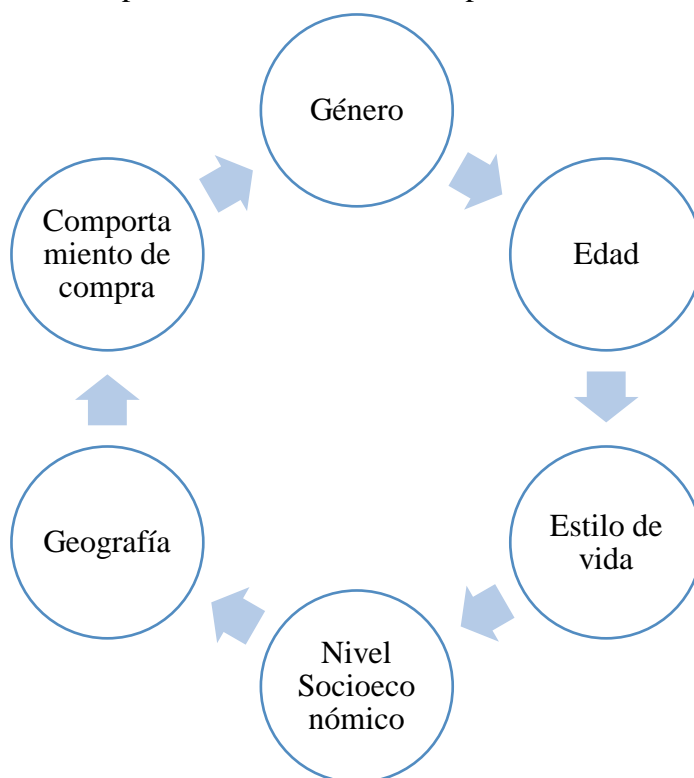 Género
Edad
Estilo de
vida
Nivel
Socioeco
nómico
Geografía
Comporta
miento de
compra